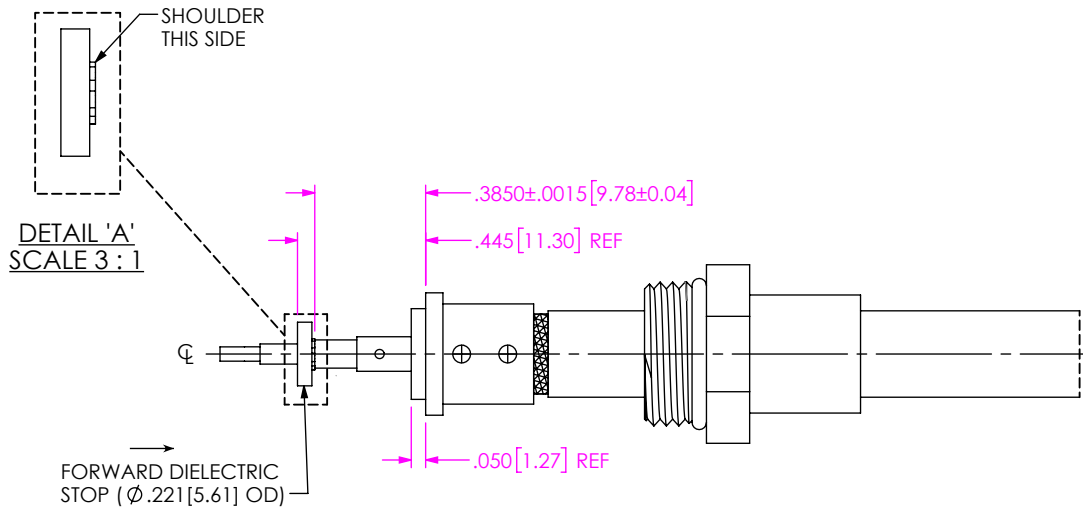 SHOULDER
THIS SIDE
DETAIL 'A'
SCALE 3 : 1
.3850±.0015[9.78±0.04]
.445[11.30] REF
℄
.050[1.27] REF
FORWARD DIELECTRIC
STOP (∅.221[5.61] OD)